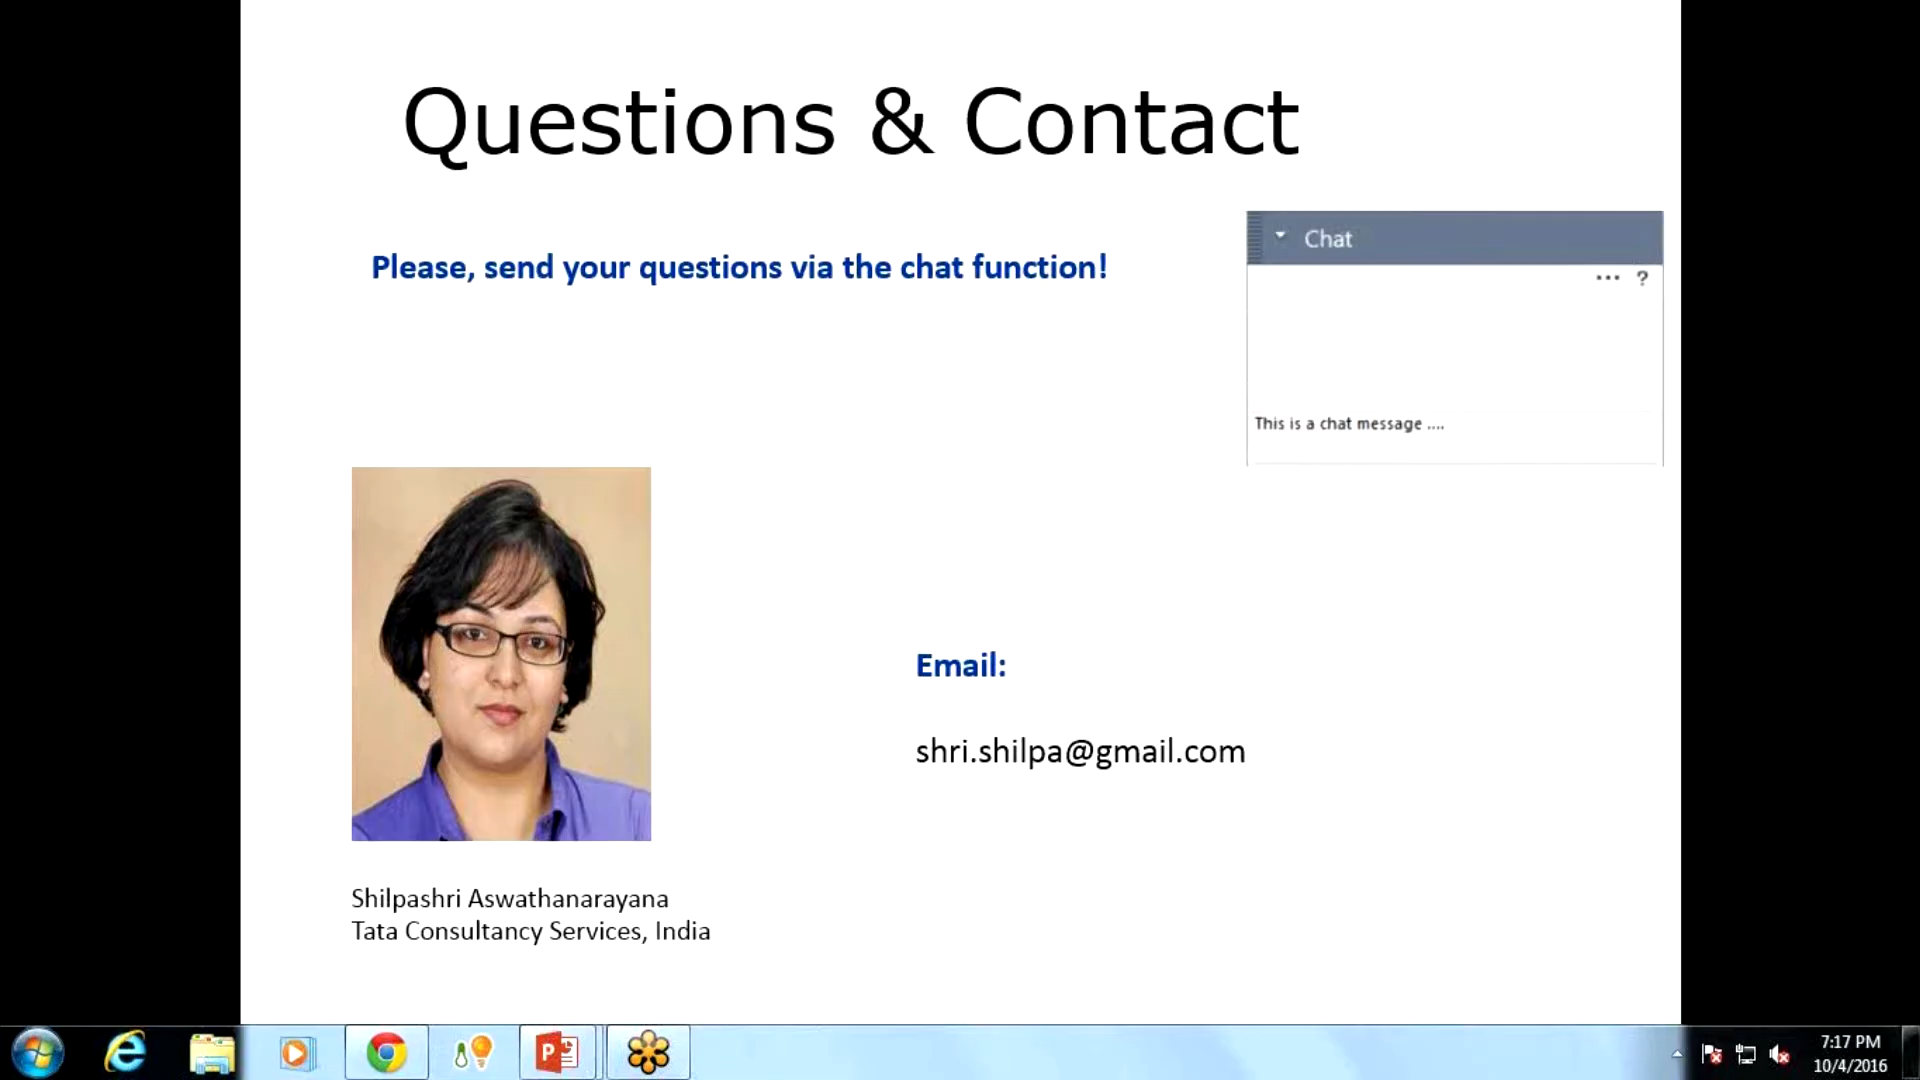 Questions & Contact
Please, send your questions via the chat function!
Chat
... ?
This is a chat message ....
Email:
shri.shilpa@gmail.com
Shilpashri Aswathanarayana
Tata Consultancy Services, India
7:17 PM
10/4/2016